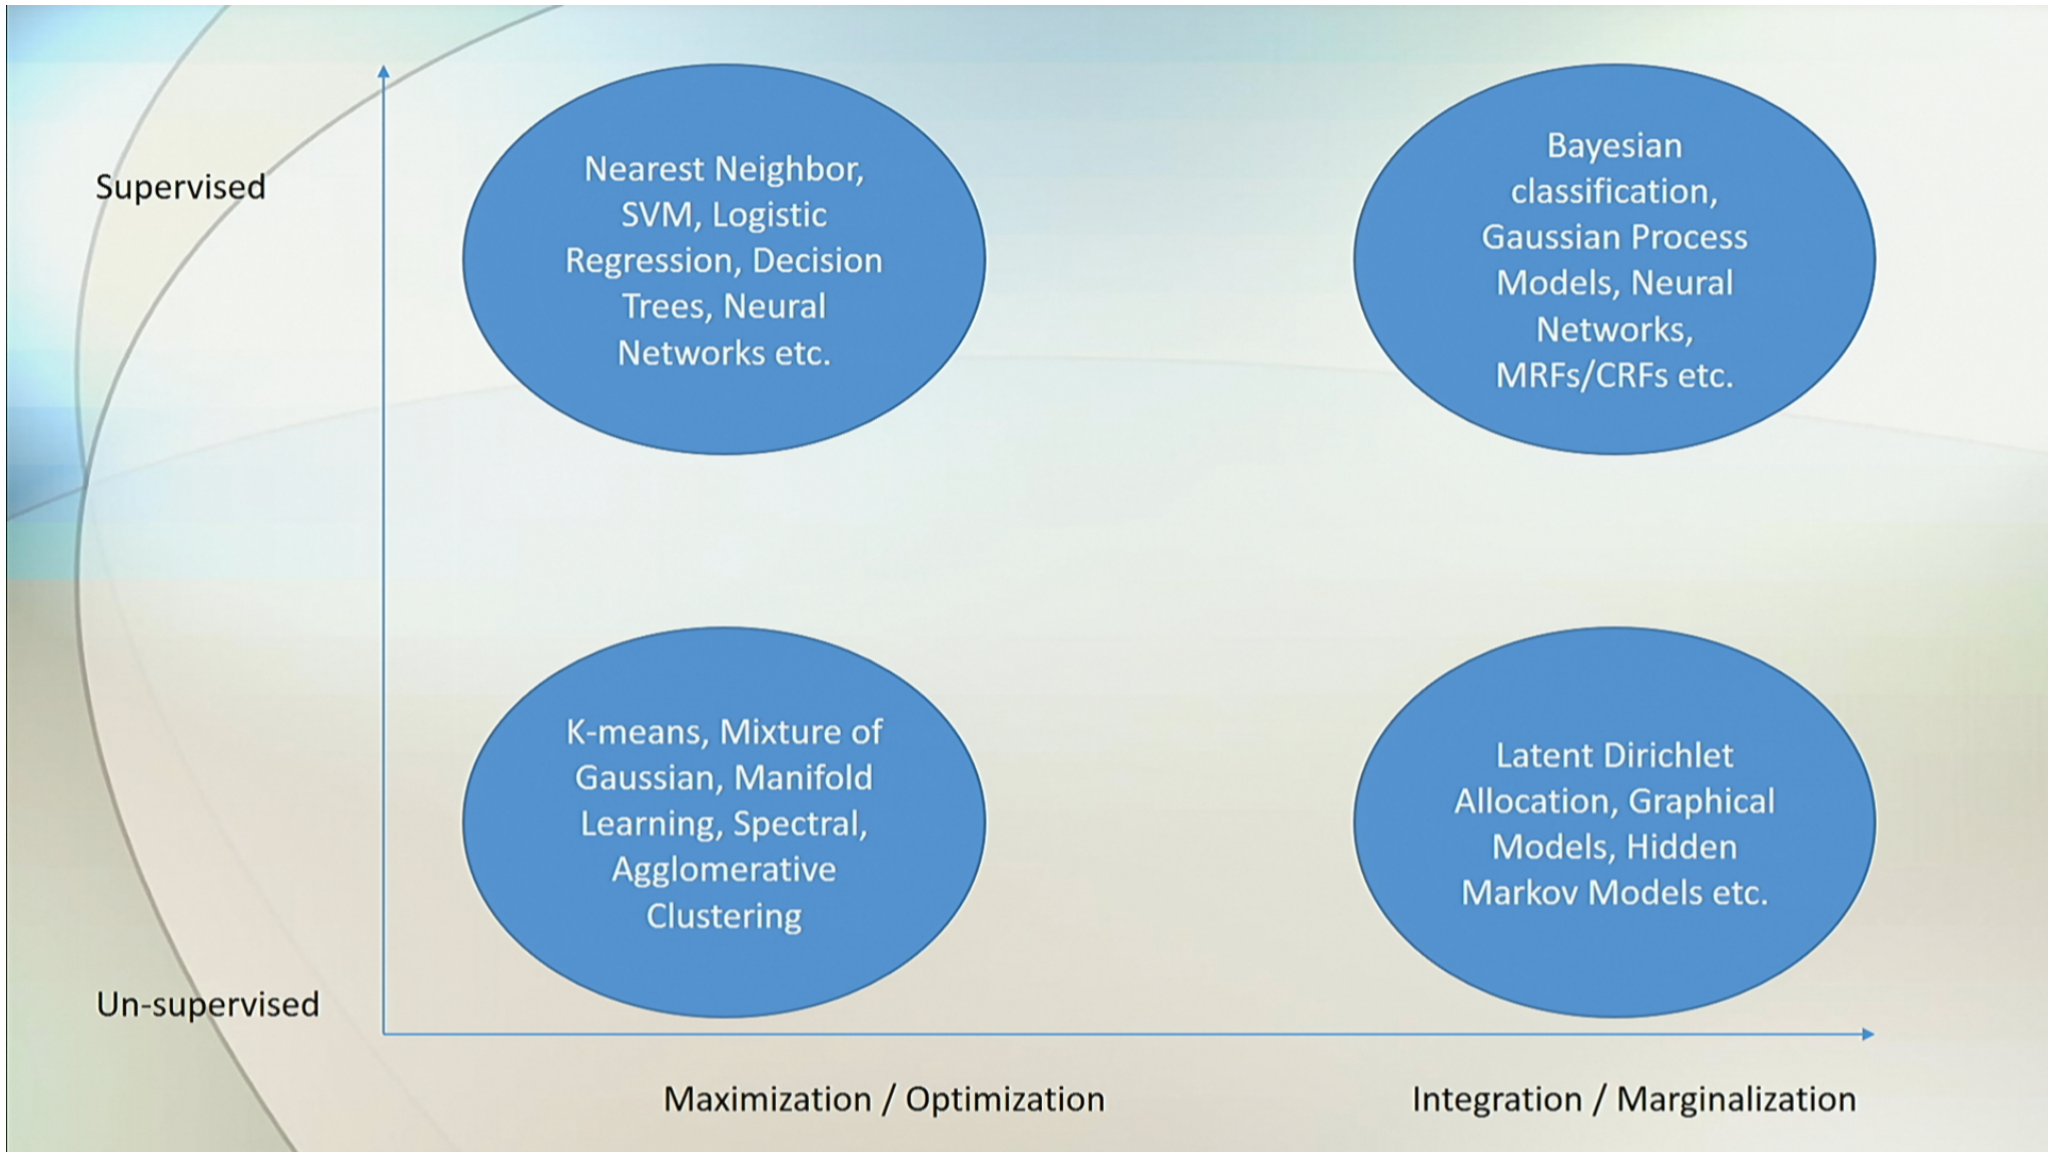 Supervised
Nearest Neighbor,
SVM, Logistic
Regression, Decision
Trees, Neural
Networks etc.
Bayesian
classification,
Gaussian Process
Models, Neural
Networks,
MRFs/CRFs etc.
K-means, Mixture of
Gaussian, Manifold
Learning, Spectral,
Agglomerative
Clustering
Latent Dirichlet
Allocation, Graphical
Models, Hidden
Markov Models etc.
Un-supervised
Maximization / Optimization
Integration / Marginalization